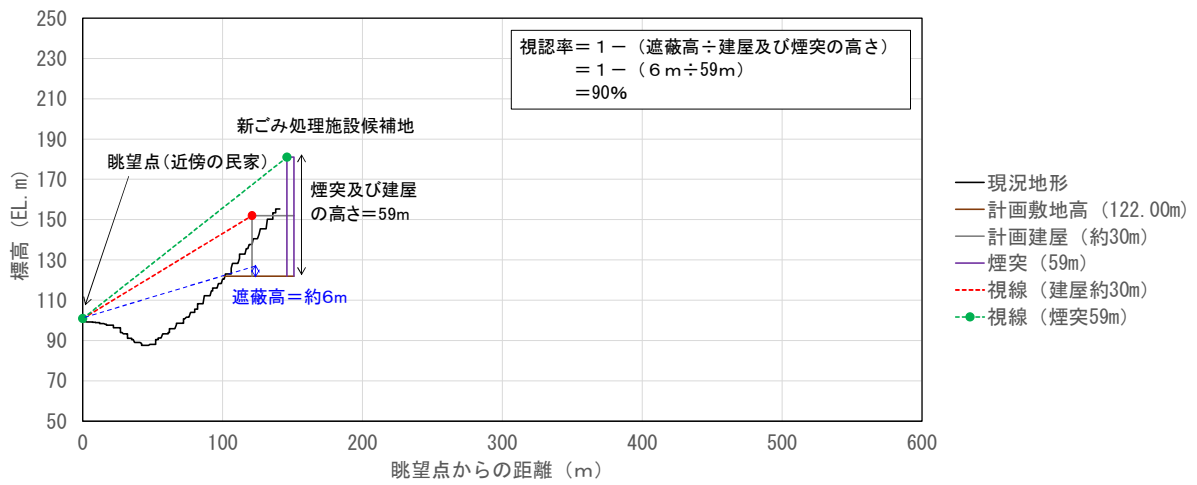 250
230
210
190
170
150
130
110
90
70
50
標高（EL.m）
0
100
200
300
400
500
600
眺望点からの距離（ｍ）
視認率＝１－（遮蔽高÷建屋及び煙突の高さ）
＝１－（６ｍ÷59ｍ）
＝90%
新ごみ処理施設候補地
眺望点（近傍の民家）
煙突及び建屋
の高さ＝59m
遮蔽高＝約6m
現況地形
計画敷地高（122.00m）
計画建屋（約30m）
煙突（59m）
視線（建屋約30m）
視線（煙突59m）